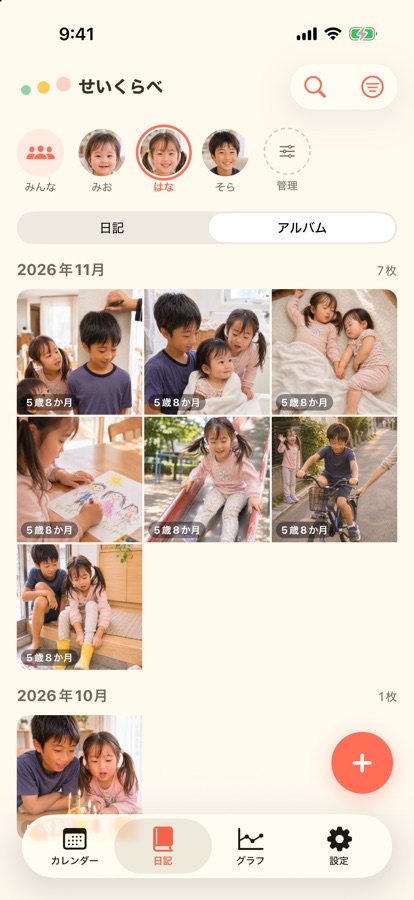 9:41
せいくらべ
みんな
みお
はな
そら
管理
日記
アルバム
2026年11月
7枚
5歳8か月
5歳8か月
5歳8か月
5歳8か月
5歳8か月
5歳8か月
5歳8か月
2026年10月
1枚
カレンダー
日記
グラフ
設定